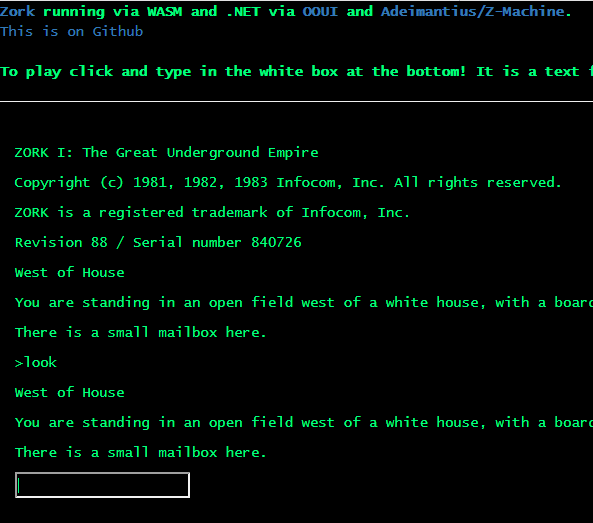 Zork running via WASM and .NET via OOUI and Adeimantius/Z-Machine.
This is on Github
To play click and type in the white box at the bottom! It is a text
ZORK I: The Great Underground Empire
Copyright (c) 1981, 1982, 1983 Infocom, Inc. All rights reserved.
ZORK is a registered trademark of Infocom, Inc.
Revision 88 / Serial number 840726
West of House
You are standing in an open field west of a white house, with a
There is a small mailbox here.
>look
West of House
You are standing in an open field west of a white house, with a
There is a small mailbox here.